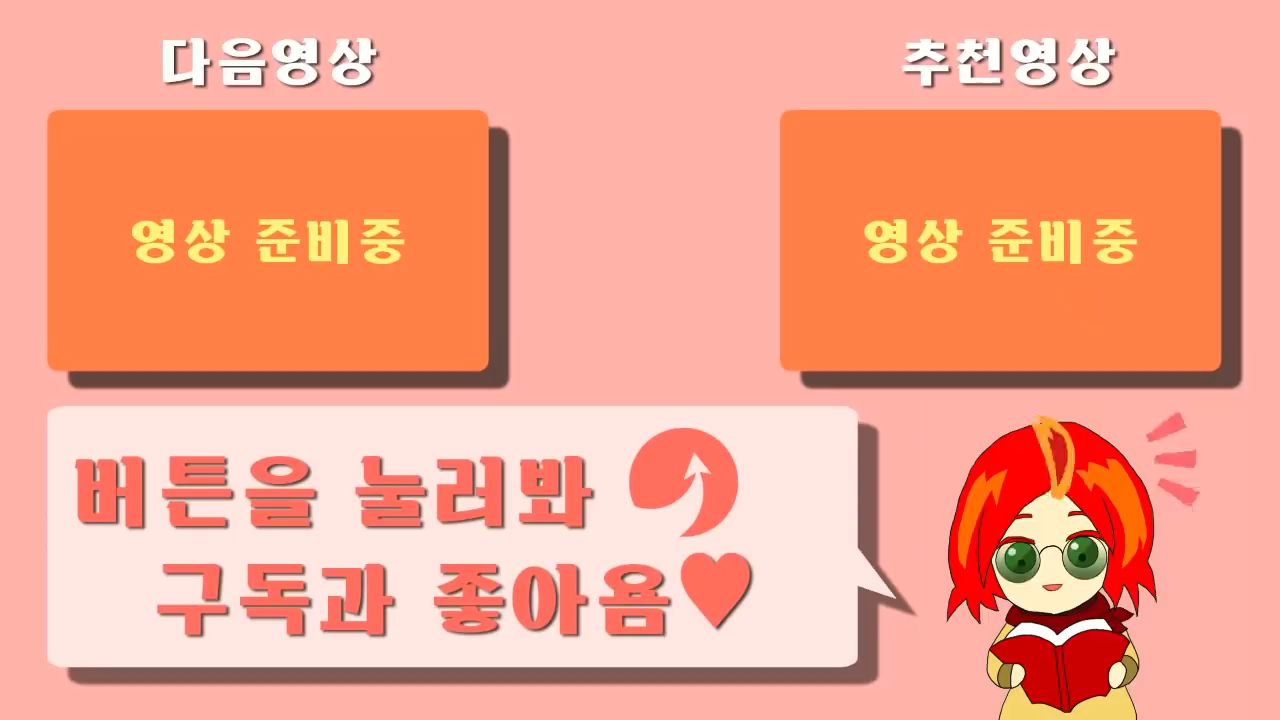 다음영상
추천영상
영상 준비중
영상 준비중
버튼을 눌러봐
구독과 좋아욤♥